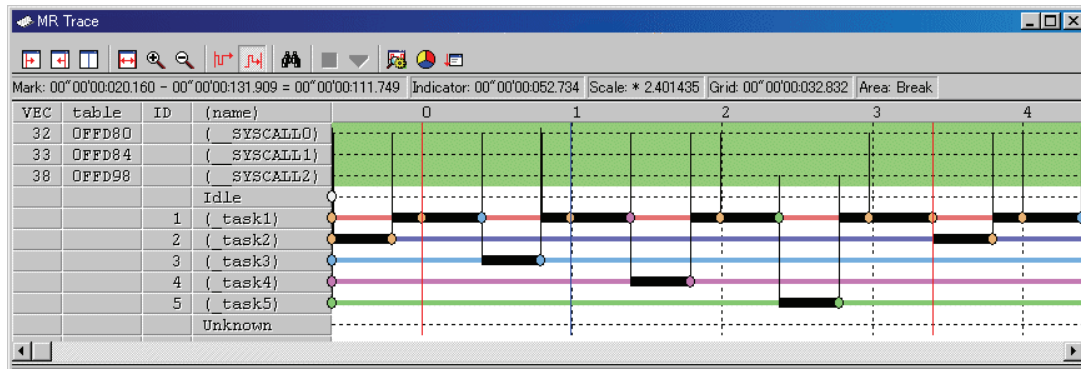 MR Trace
Mark: 00"00'00:020.160 - 00"00'00:131.909 = 00"00'00:111.749 Indicator: 00"00'00:052.734 Scale: * 2.401435 Grid: 00"00'00:032.832 Area: Break
VEC table ID (name) 0 1 2 3 4
32 0FFD80 (__SYSCALL0)
33 0FFD84 (__SYSCALL1)
38 0FFD98 (__SYSCALL2)
Idle
1 (_task1)
2 (_task2)
3 (_task3)
4 (_task4)
5 (_task5)
Unknown